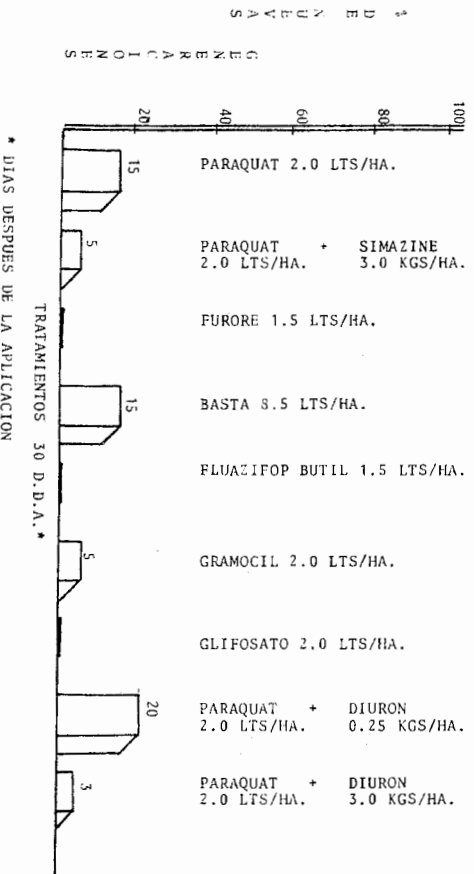 % DE NUEVAS
GENERACIONES
20
40
60
80
100
15
PARAQUAT 2.0 LTS/HA.
5
PARAQUAT + SIMAZINE
2.0 LTS/HA. 3.0 KGS/HA.
FURORE 1.5 LTS/HA.
15
BASTA 8.5 LTS/HA.
FLUAZIFOP BUTIL 1.5 LTS/HA.
5
GRAMOCIL 2.0 LTS/HA.
GLIFOSATO 2.0 LTS/HA.
20
PARAQUAT + DIURON
2.0 LTS/HA. 0.25 KGS/HA.
3
PARAQUAT + DIURON
2.0 LTS/HA. 3.0 KGS/HA.
TRATAMIENTOS 30 D.D.A.*
* DIAS DESPUES DE LA APLICACION